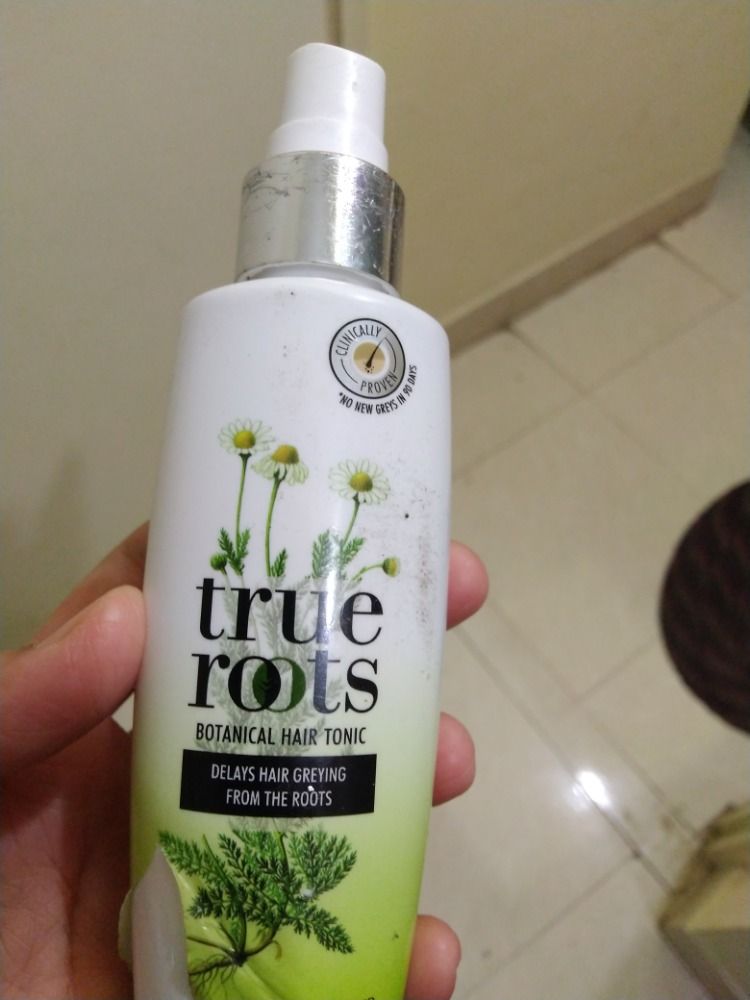 CLINICALLY
PROVEN
*NO NEW GREYS IN 90 DAYS
true
roots
BOTANICAL HAIR TONIC
DELAYS HAIR GREYING
FROM THE ROOTS